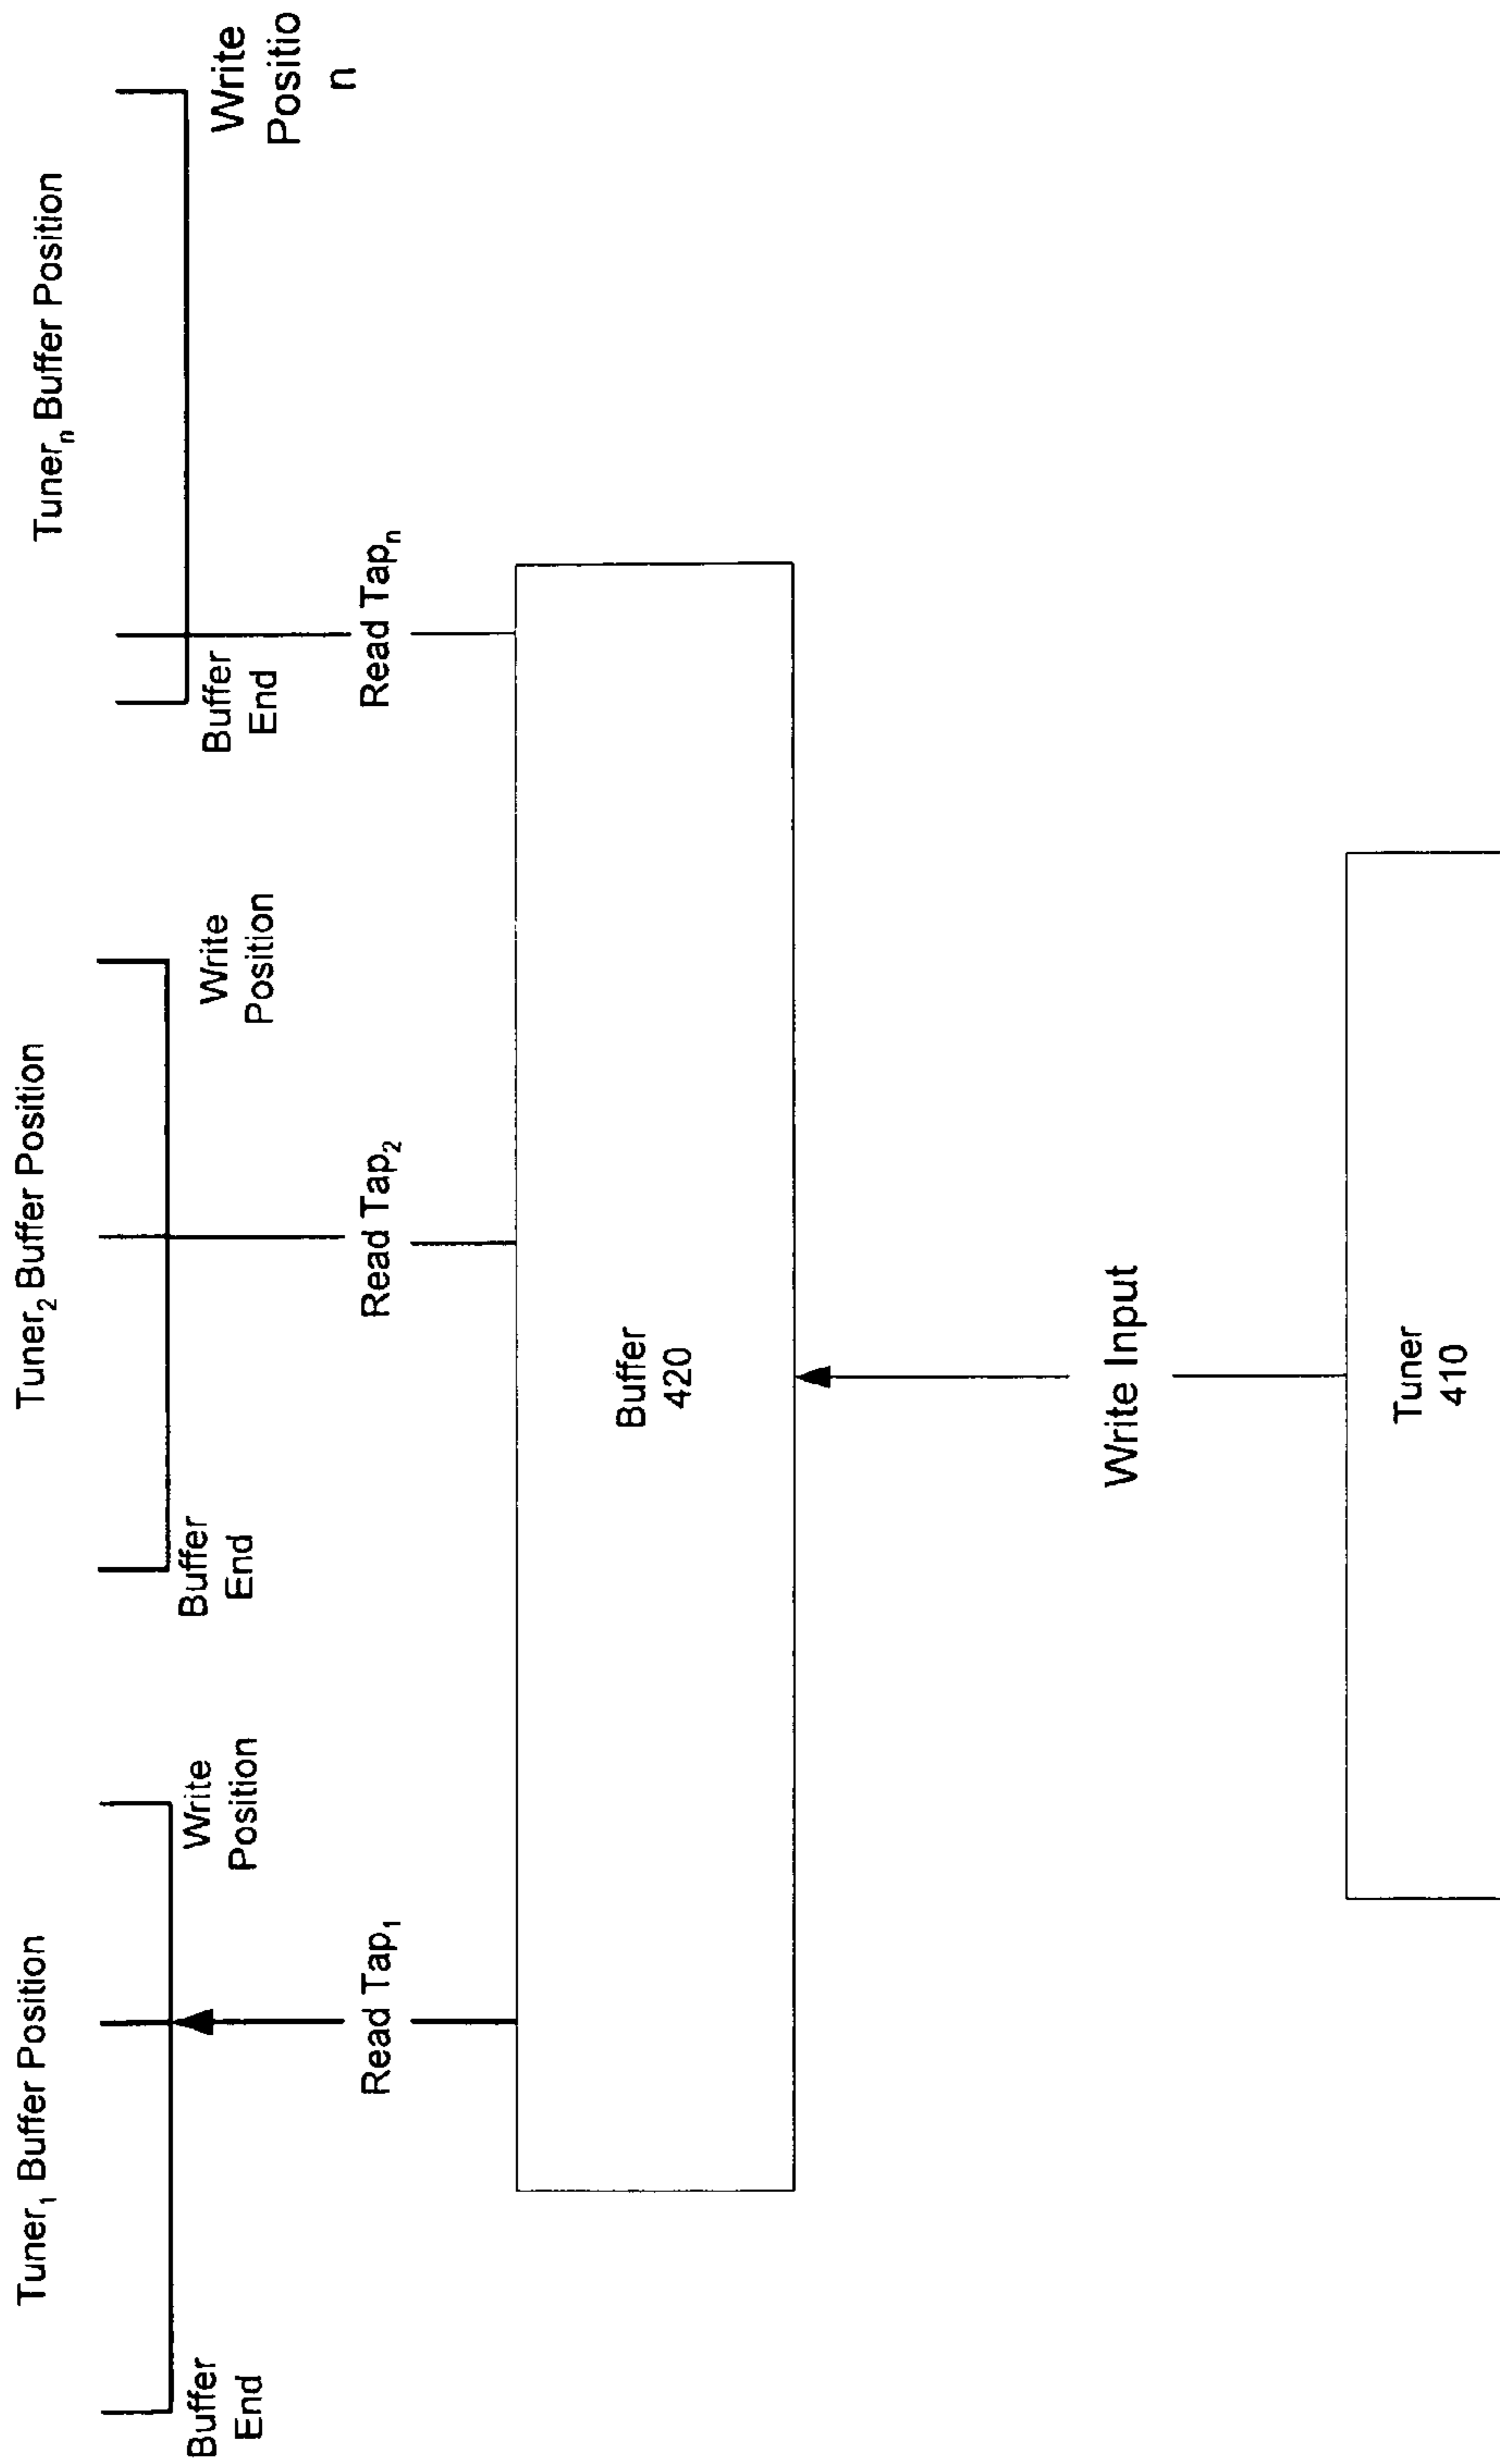 Tuner₁ Buffer Position
Tuner₂ Buffer Position
Tunerₙ Buffer Position
Buffer
End
Write
Position
Buffer
End
Write
Position
Buffer
End
Write
Positio
n
Read Tap₁
Read Tap₂
Read Tapₙ
Buffer
420
Write Input
Tuner
410